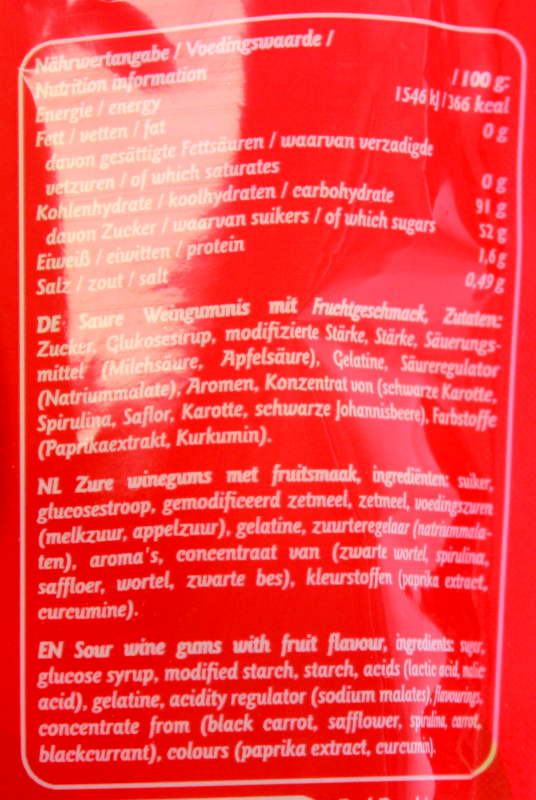 Nährwertangabe / Voedingswaarde /
Nutrition information / 100 g:
Energie / energy 1546 kJ / 366 kcal
Fett / vetten / fat 0 g
davon gesättigte Fettsäuren / waarvan verzadigde
vetzuren / of which saturates 0 g
Kohlenhydrate / koolhydraten / carbohydrate 91 g
davon Zucker / waarvan suikers / of which sugars 52 g
Eiweiß / eiwitten / protein 1,6 g
Salz / zout / salt 0,49 g
DE Saure Weingummis mit Fruchtgeschmack, Zutaten:
Zucker, Glukosesirup, modifizierte Stärke, Stärke, Säuerungs-
mittel (Milchsäure, Apfelsäure), Gelatine, Säureregulator
(Natriummalate), Aromen, Konzentrat von (schwarze Karotte,
Spirulina, Saflor, Karotte, schwarze Johannisbeere), Farbstoffe
(Paprikaextrakt, Kurkumin).
NL Zure winegums met fruitsmaak, ingrediënten: suiker,
glucosestroop, gemodificeerd zetmeel, zetmeel, voedingszuren
(melkzuur, appelzuur), gelatine, zuurteregelaar (natriummala-
ten), aroma's, concentraat van (zwarte wortel, spirulina,
saffloer, wortel, zwarte bes), kleurstoffen (paprika extract,
curcumine).
EN Sour wine gums with fruit flavour, ingredients: sugar,
glucose syrup, modified starch, starch, acids (lactic acid, malic
acid), gelatine, acidity regulator (sodium malates), flavourings,
concentrate from (black carrot, safflower, spirulina, carrot,
blackcurrant), colours (paprika extract, curcumin).